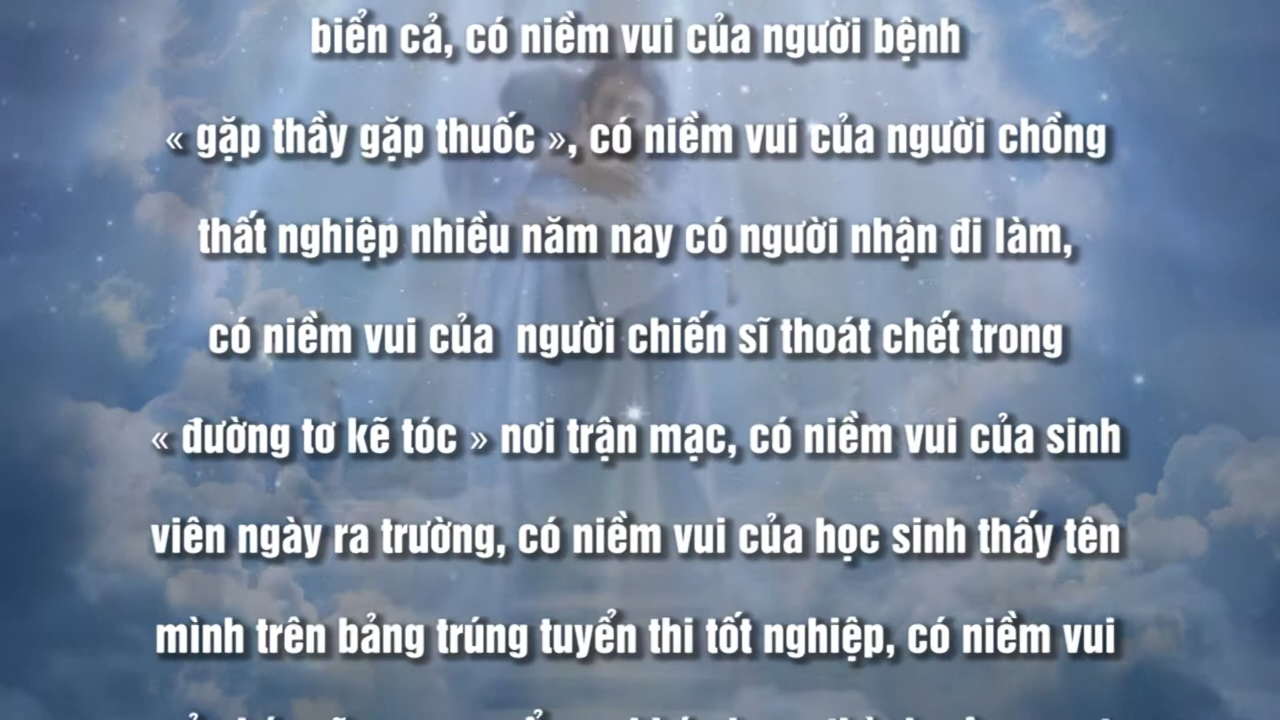 biển cả, có niềm vui của người bệnh
« gặp thầy gặp thuốc », có niềm vui của người chồng
thất nghiệp nhiều năm nay có người nhận đi làm,
có niềm vui của  người chiến sĩ thoát chết trong
« đường tơ kẽ tóc » nơi trận mạc, có niềm vui của sinh
viên ngày ra trường, có niềm vui của học sinh thấy tên
mình trên bảng trúng tuyển thi tốt nghiệp, có niềm vui